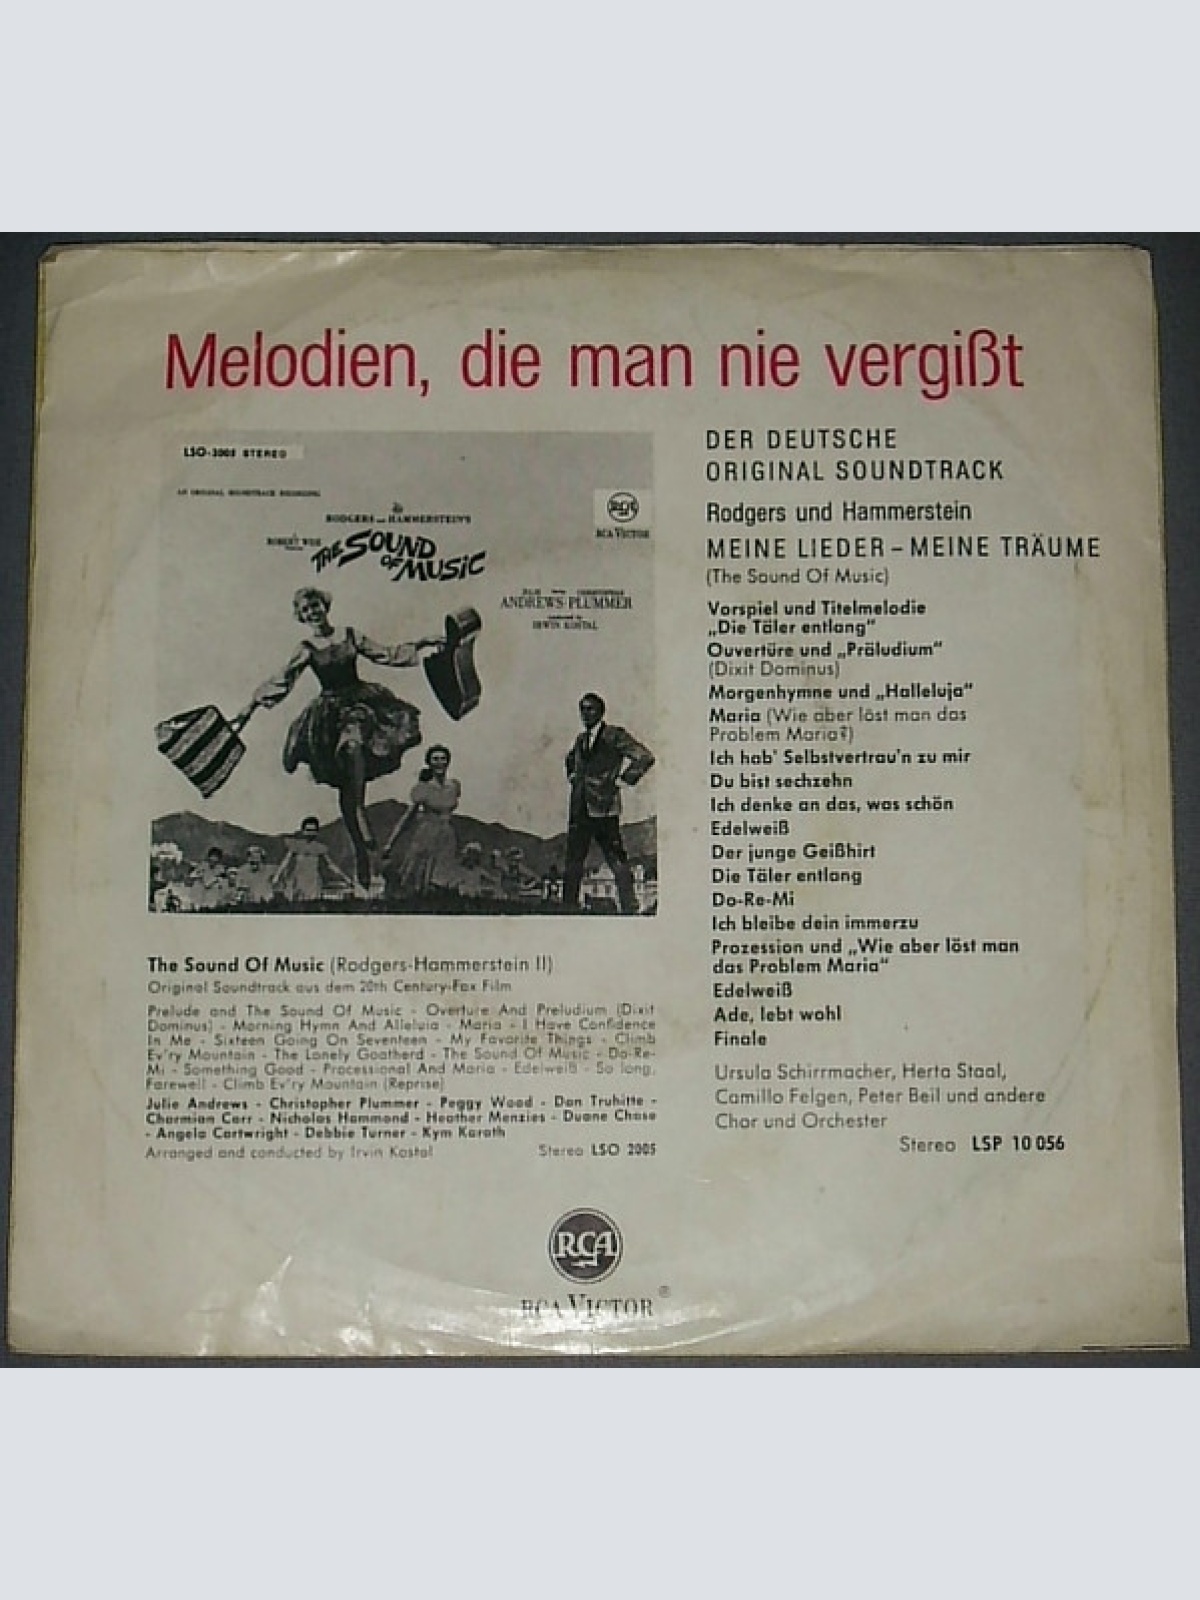 Melodien, die man nie vergißt
LSO-2005 STEREO
AN ORIGINAL SOUNDTRACK RECORDING
RODGERS and HAMMERSTEIN'S
ROBERT WISE
THE SOUND
OF MUSIC
RCA
RCA VICTOR
JULIE CHRISTOPHER
ANDREWS · PLUMMER
conducted by
IRWIN KOSTAL
The Sound Of Music (Rodgers-Hammerstein II)
Original Soundtrack aus dem 20th Century-Fox Film
Prelude and The Sound Of Music - Overture And Preludium (Dixit
Dominus) - Morning Hymn And Alleluia - Maria - I Have Confidence
In Me - Sixteen Going On Seventeen - My Favorite Things - Climb
Ev'ry Mountain - The Lonely Goatherd - The Sound Of Music - Do-Re-
Mi - Something Good - Processional And Maria - Edelweiß - So long,
Farewell - Climb Ev'ry Mountain (Reprise)
Julie Andrews - Christopher Plummer - Peggy Wood - Dan Truhitte -
Charmian Carr - Nicholas Hammond - Heather Menzies - Duane Chase
- Angela Cartwright - Debbie Turner - Kym Karath
Arranged and conducted by Irvin Kostal
Stereo LSO 2005
DER DEUTSCHE
ORIGINAL SOUNDTRACK
Rodgers und Hammerstein
MEINE LIEDER – MEINE TRÄUME
(The Sound Of Music)
Vorspiel und Titelmelodie
„Die Täler entlang“
Ouvertüre und „Präludium“
(Dixit Dominus)
Morgenhymne und „Halleluja“
Maria (Wie aber löst man das
Problem Maria?)
Ich hab' Selbstvertrau'n zu mir
Du bist sechzehn
Ich denke an das, was schön
Edelweiß
Der junge Geißhirt
Die Täler entlang
Do-Re-Mi
Ich bleibe dein immerzu
Prozession und „Wie aber löst man
das Problem Maria“
Edelweiß
Ade, lebt wohl
Finale
Ursula Schirrmacher, Herta Staal,
Camillo Felgen, Peter Beil und andere
Chor und Orchester
Stereo LSP 10 056
RCA
RCA VICTOR ®